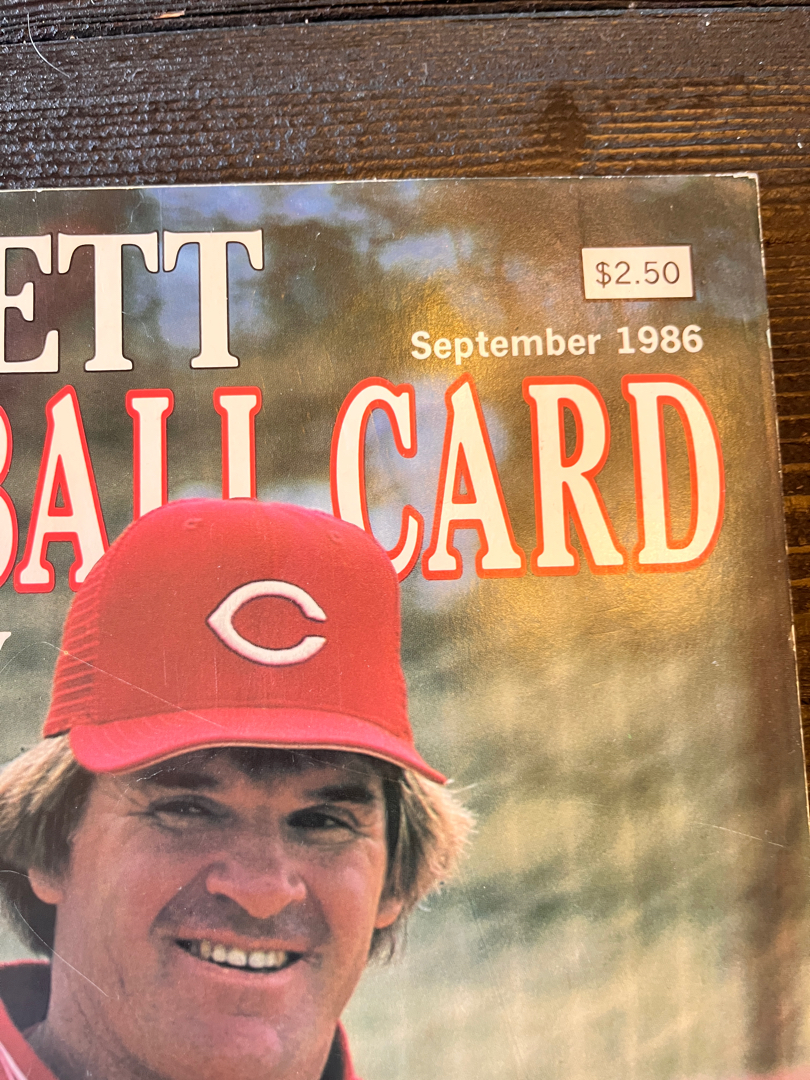 ETT
$2.50
September 1986
BALL CARD
Y
C